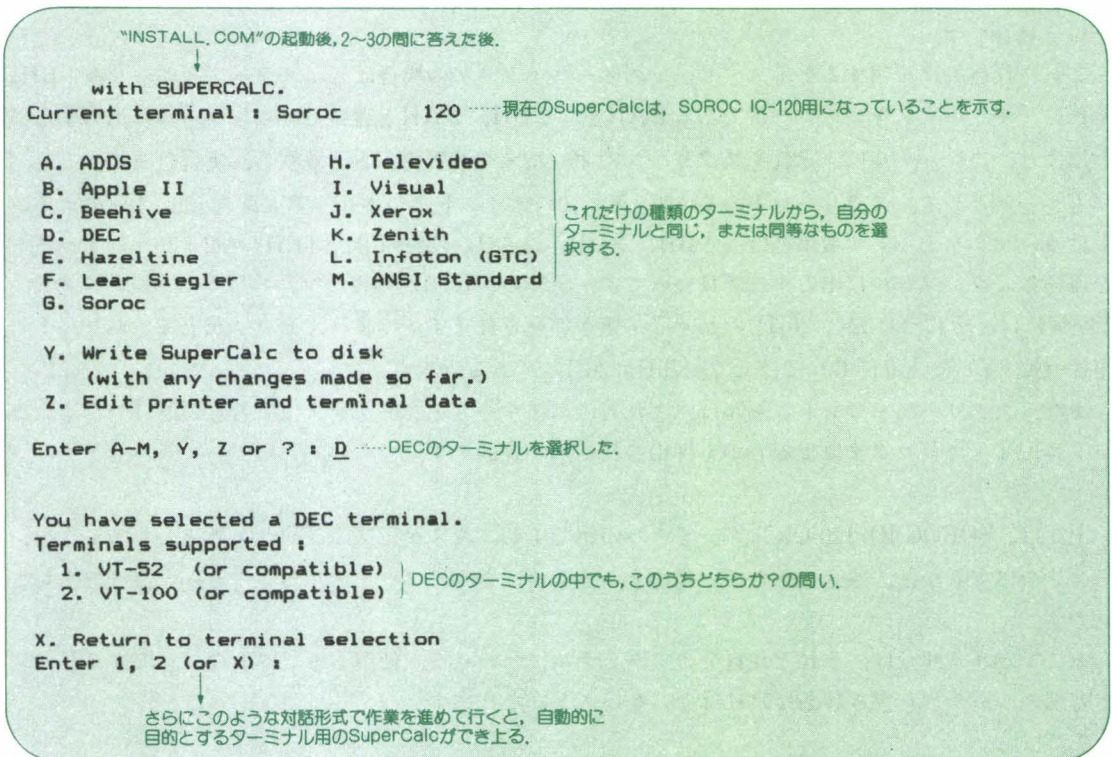 "INSTALL.COM"の起動後,2〜3の問に答えた後.
with SUPERCALC.
Current terminal : Soroc 120 ……現在のSuperCalcは, SOROC IQ-120用になっていることを示す.
A. ADDS H. Televideo
B. Apple II I. Visual
C. Beehive J. Xerox
D. DEC K. Zenith
E. Hazeltine L. Infoton (GTC)
F. Lear Siegler M. ANSI Standard
G. Soroc
これだけの種類のターミナルから, 自分の
ターミナルと同じ, または同等なものを選
択する.
Y. Write SuperCalc to disk
(with any changes made so far.)
Z. Edit printer and terminal data
Enter A-M, Y, Z or ? : D ……DECのターミナルを選択した.
You have selected a DEC terminal.
Terminals supported :
1. VT-52 (or compatible)
2. VT-100 (or compatible)
DECのターミナルの中でも,このうちどちらか?の問い.
X. Return to terminal selection
Enter 1, 2 (or X) :
さらにこのような対話形式で作業を進めて行くと, 自動的に
目的とするターミナル用のSuperCalcができ上る.